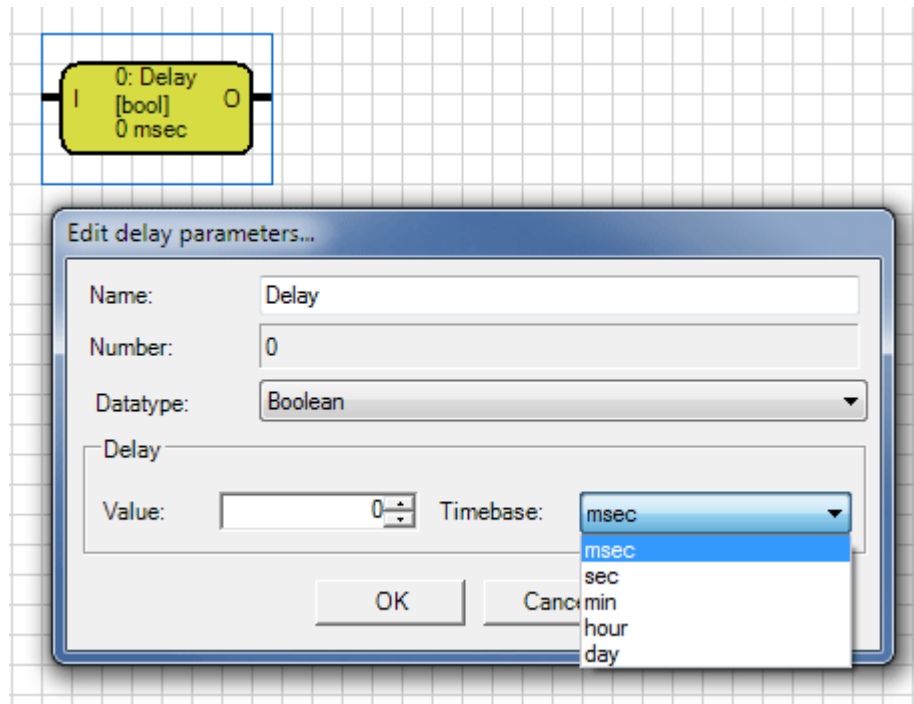 0: Delay
I [bool] O
0 msec
Edit delay parameters...
Name: Delay
Number: 0
Datatype: Boolean
Delay
Value: 0 Timebase: msec
msec
sec
OK Cance min
hour
day